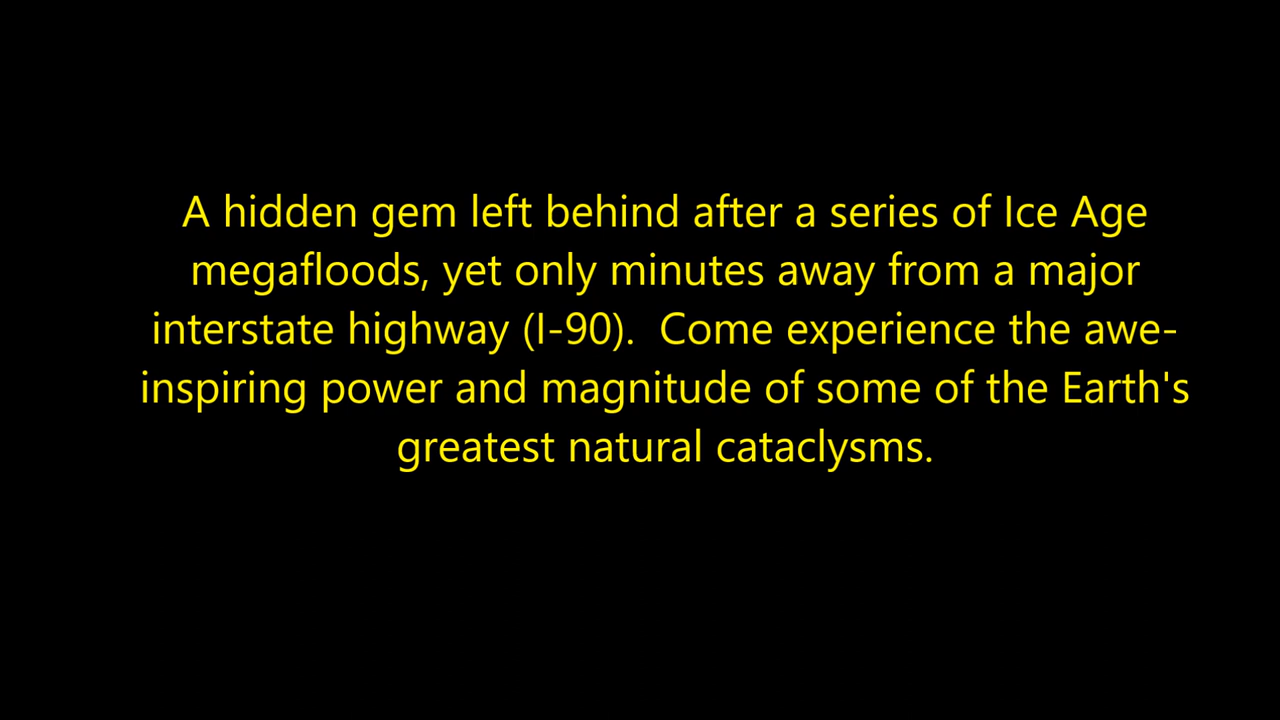 A hidden gem left behind after a series of Ice Age
megafloods, yet only minutes away from a major
interstate highway (I-90).  Come experience the awe-
inspiring power and magnitude of some of the Earth's
greatest natural cataclysms.